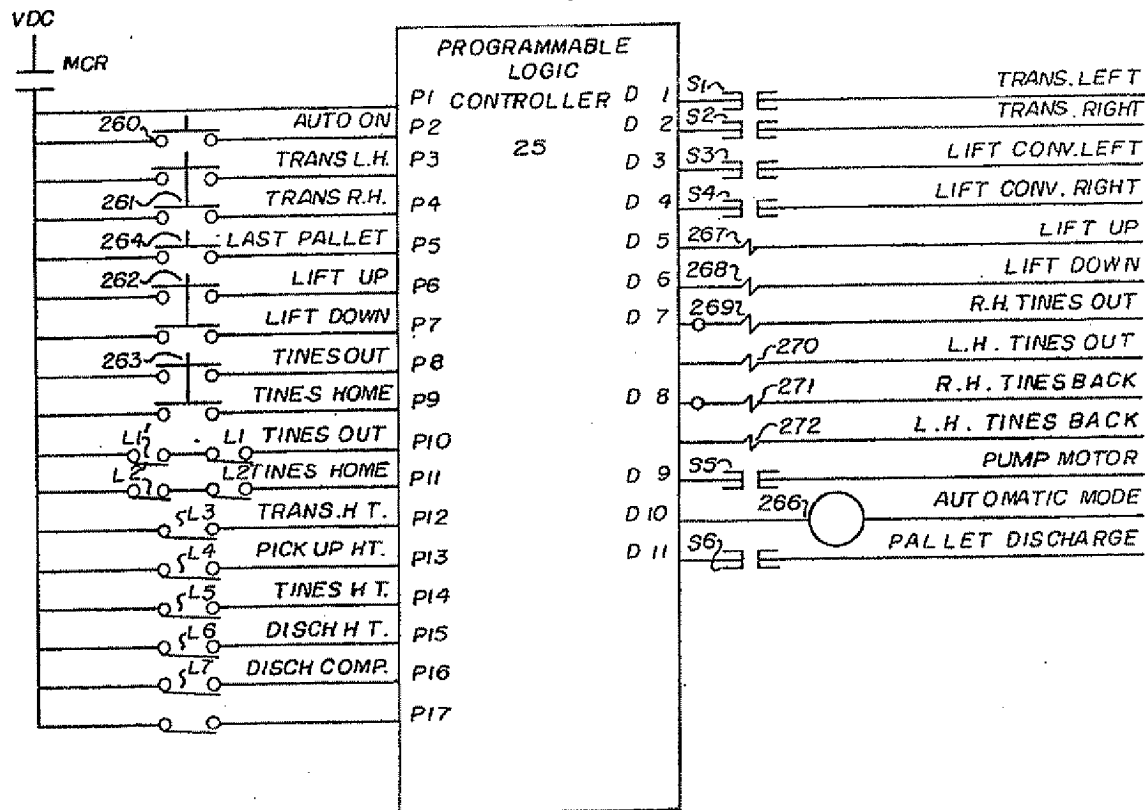 VDC
MCR
PROGRAMMABLE
LOGIC
CONTROLLER
25
P1
260 AUTO ON P2
TRANS L.H. P3
261 TRANS R.H. P4
264 LAST PALLET P5
262 LIFT UP P6
LIFT DOWN P7
263 TINES OUT P8
TINES HOME P9
L1' L1 TINES OUT P10
L2' L2 TINES HOME P11
L3 TRANS.HT. P12
L4 PICK UP HT. P13
L5 TINES HT. P14
L6 DISCH HT. P15
L7 DISCH COMP. P16
P17
D 1 S1 TRANS.LEFT
D 2 S2 TRANS.RIGHT
D 3 S3 LIFT CONV.LEFT
D 4 S4 LIFT CONV.RIGHT
D 5 267 LIFT UP
D 6 268 LIFT DOWN
D 7 269 R.H. TINES OUT
270 L.H. TINES OUT
D 8 271 R.H. TINES BACK
272 L.H. TINES BACK
D 9 S5 PUMP MOTOR
D10 266 AUTOMATIC MODE
D11 S6 PALLET DISCHARGE